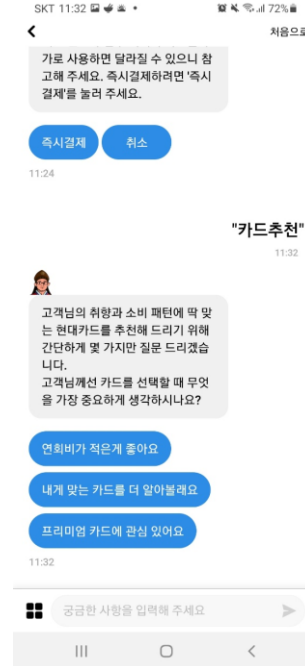 SKT 11:32
72%
처음으로
가로 사용하면 달라질 수 있으니 참
고해 주세요. 즉시결제하려면 '즉시
결제'를 눌러 주세요.
즉시결제
취소
11:24
"카드추천"
11:32
고객님의 취향과 소비 패턴에 딱 맞
는 현대카드를 추천해 드리기 위해
간단하게 몇 가지만 질문 드리겠습
니다.
고객님께선 카드를 선택할 때 무엇
을 가장 중요하게 생각하시나요?
연회비가 적은게 좋아요
내게 맞는 카드를 더 알아볼래요
프리미엄 카드에 관심 있어요
11:32
궁금한 사항을 입력해 주세요